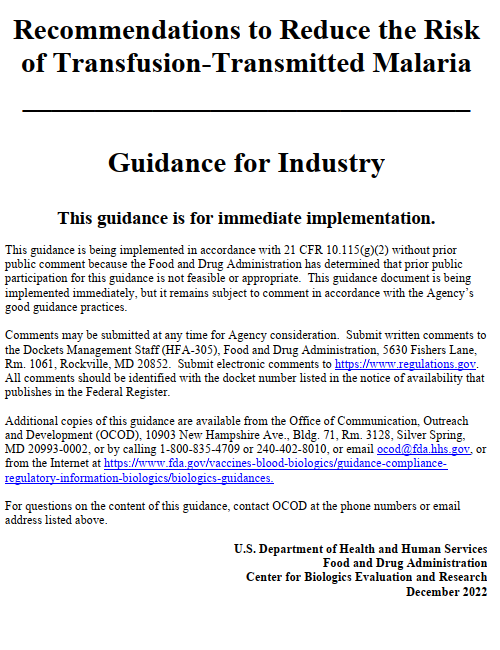 Recommendations to Reduce the Risk
of Transfusion-Transmitted Malaria
Guidance for Industry
This guidance is for immediate implementation.
This guidance is being implemented in accordance with 21 CFR 10.115(g)(2) without prior
public comment because the Food and Drug Administration has determined that prior public
participation for this guidance is not feasible or appropriate.  This guidance document is being
implemented immediately, but it remains subject to comment in accordance with the Agency's
good guidance practices.
Comments may be submitted at any time for Agency consideration.  Submit written comments to
the Dockets Management Staff (HFA-305), Food and Drug Administration, 5630 Fishers Lane,
Rm. 1061, Rockville, MD 20852.  Submit electronic comments to https://www.regulations.gov.
All comments should be identified with the docket number listed in the notice of availability that
publishes in the Federal Register.
Additional copies of this guidance are available from the Office of Communication, Outreach
and Development (OCOD), 10903 New Hampshire Ave., Bldg. 71, Rm. 3128, Silver Spring,
MD 20993-0002, or by calling 1-800-835-4709 or 240-402-8010, or email ocod@fda.hhs.gov, or
from the Internet at https://www.fda.gov/vaccines-blood-biologics/guidance-compliance-
regulatory-information-biologics/biologics-guidances.
For questions on the content of this guidance, contact OCOD at the phone numbers or email
address listed above.
U.S. Department of Health and Human Services
Food and Drug Administration
Center for Biologics Evaluation and Research
December 2022